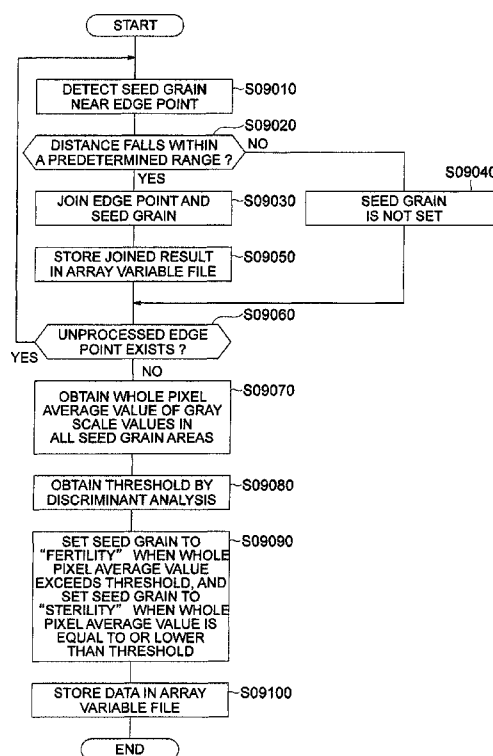 START
DETECT SEED GRAIN
NEAR EDGE POINT
S09010
S09020
DISTANCE FALLS WITHIN
A PREDETERMINED RANGE ?
NO
YES
S09040
JOIN EDGE POINT AND
SEED GRAIN
S09030
SEED GRAIN
IS NOT SET
STORE JOINED RESULT
IN ARRAY VARIABLE FILE
S09050
S09060
UNPROCESSED EDGE
POINT EXISTS ?
YES
NO
OBTAIN WHOLE PIXEL
AVERAGE VALUE OF GRAY
SCALE VALUES IN
ALL SEED GRAIN AREAS
S09070
OBTAIN THRESHOLD BY
DISCRIMINANT ANALYSIS
S09080
SET SEED GRAIN TO
"FERTILITY" WHEN WHOLE
PIXEL AVERAGE VALUE
EXCEEDS THRESHOLD, AND
SET SEED GRAIN TO
"STERILITY" WHEN WHOLE
PIXEL AVERAGE VALUE IS
EQUAL TO OR LOWER
THAN THRESHOLD
S09090
STORE DATA IN ARRAY
VARIABLE FILE
S09100
END